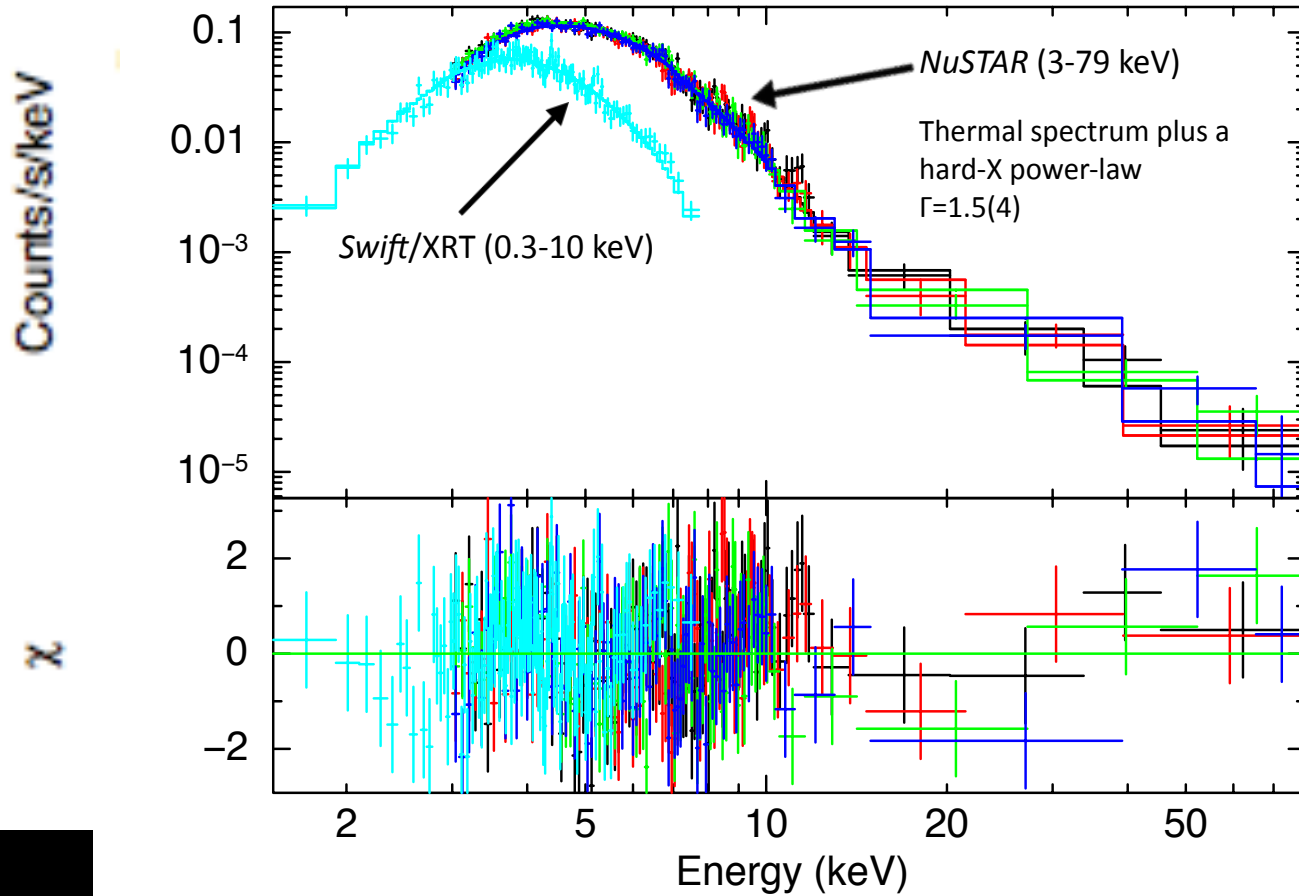 Counts/s/keV
0.1
0.01
10⁻³
10⁻⁴
10⁻⁵
NuSTAR (3-79 keV)
Thermal spectrum plus a
hard-X power-law
Γ=1.5(4)
Swift/XRT (0.3-10 keV)
χ
2
0
−2
2 5 10 20 50
Energy (keV)